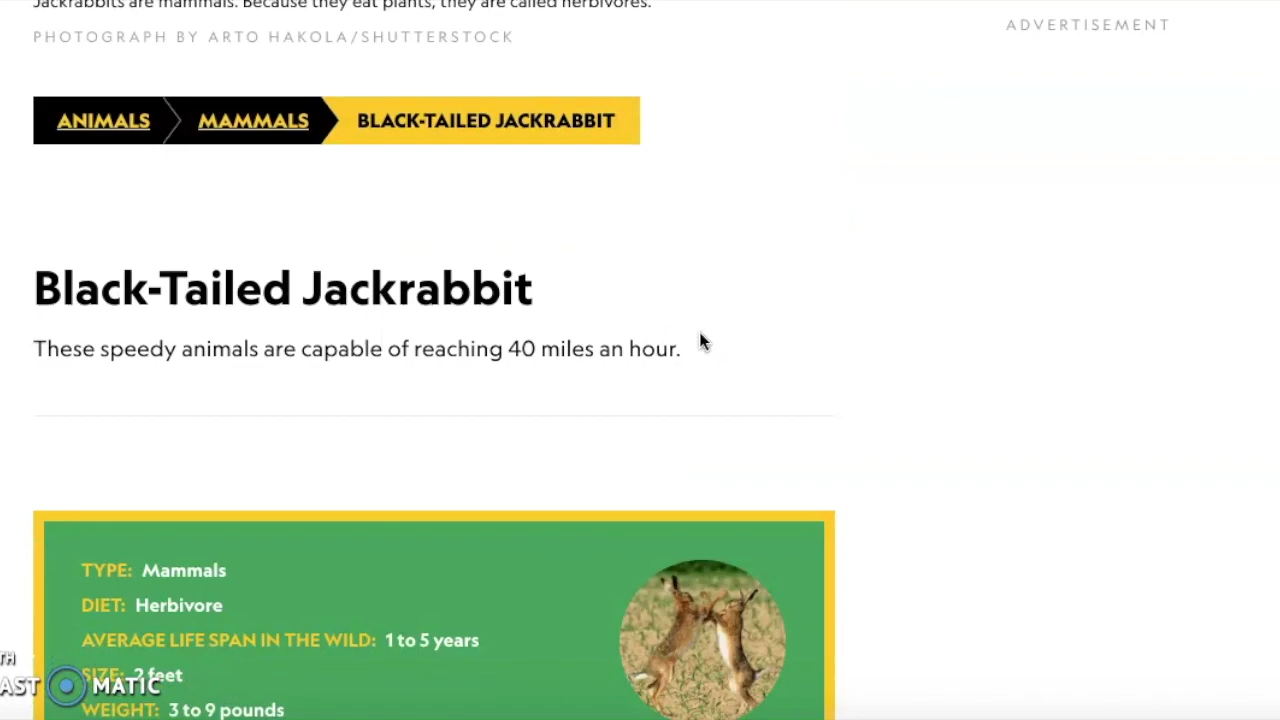 Jackrabbits are mammals. Because they eat plants, they are called herbivores.
PHOTOGRAPH BY ARTO HAKOLA/SHUTTERSTOCK
ADVERTISEMENT
ANIMALS MAMMALS BLACK-TAILED JACKRABBIT
Black-Tailed Jackrabbit
These speedy animals are capable of reaching 40 miles an hour.
TYPE: Mammals
DIET: Herbivore
AVERAGE LIFE SPAN IN THE WILD: 1 to 5 years
SIZE: 2 feet
WEIGHT: 3 to 9 pounds
TH
AST MATIC